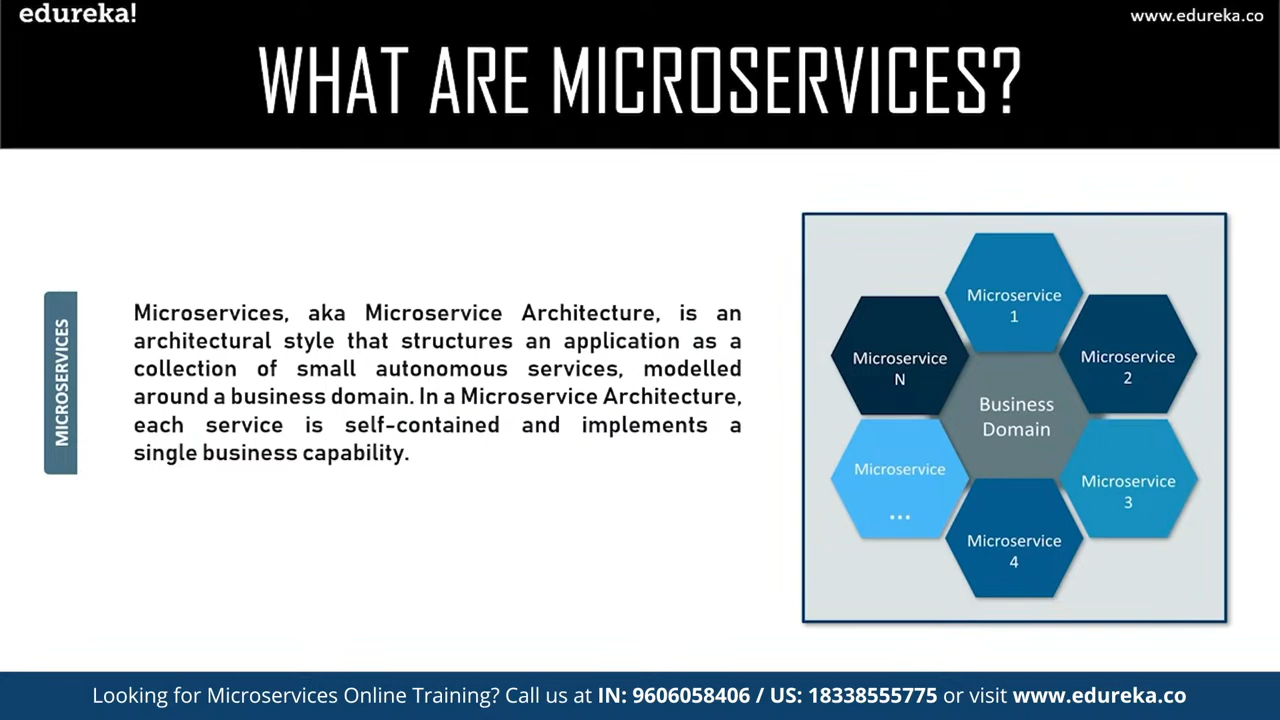 edureka!
www.edureka.co
WHAT ARE MICROSERVICES?
MICROSERVICES
Microservices, aka Microservice Architecture, is an
architectural style that structures an application as a
collection of small autonomous services, modelled
around a business domain. In a Microservice Architecture,
each service is self-contained and implements a
single business capability.
Microservice
1
Microservice
2
Microservice
3
Microservice
4
Microservice
...
Microservice
N
Business
Domain
Looking for Microservices Online Training? Call us at IN: 9606058406 / US: 18338555775 or visit www.edureka.co